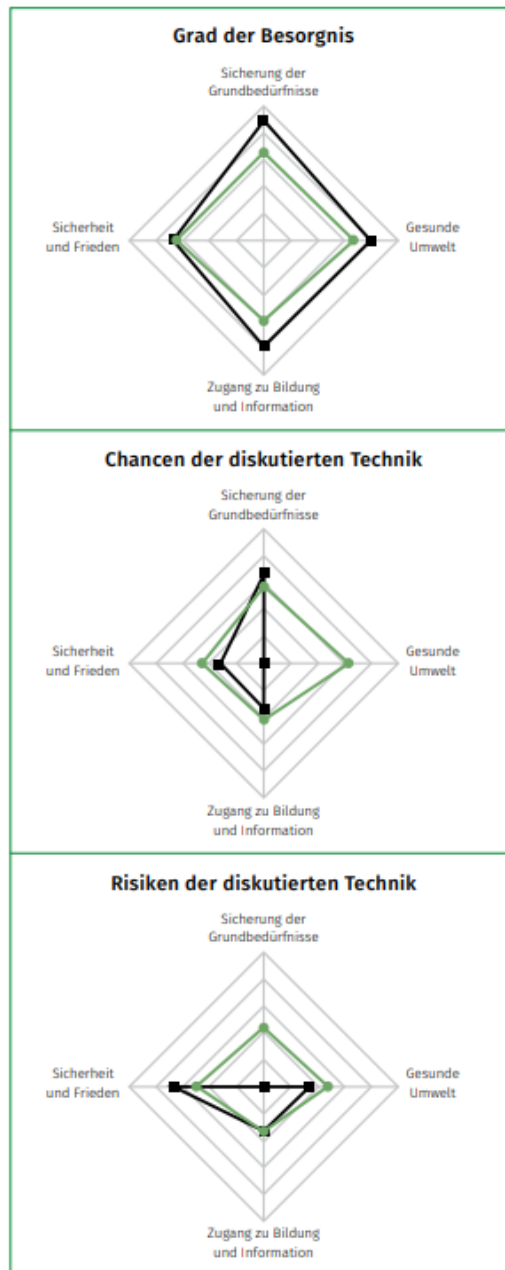 Grad der Besorgnis
Sicherung der
Grundbedürfnisse
Sicherheit
und Frieden
Gesunde
Umwelt
Zugang zu Bildung
und Information
Chancen der diskutierten Technik
Sicherung der
Grundbedürfnisse
Sicherheit
und Frieden
Gesunde
Umwelt
Zugang zu Bildung
und Information
Risiken der diskutierten Technik
Sicherung der
Grundbedürfnisse
Sicherheit
und Frieden
Gesunde
Umwelt
Zugang zu Bildung
und Information